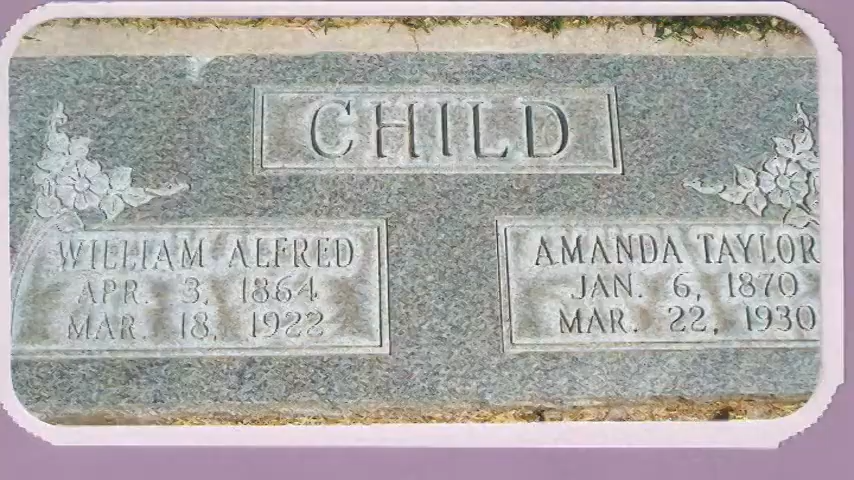 CHILD
WILLIAM ALFRED
APR. 3, 1864
MAR. 18, 1922
AMANDA TAYLOR
JAN. 6, 1870
MAR. 22, 1930